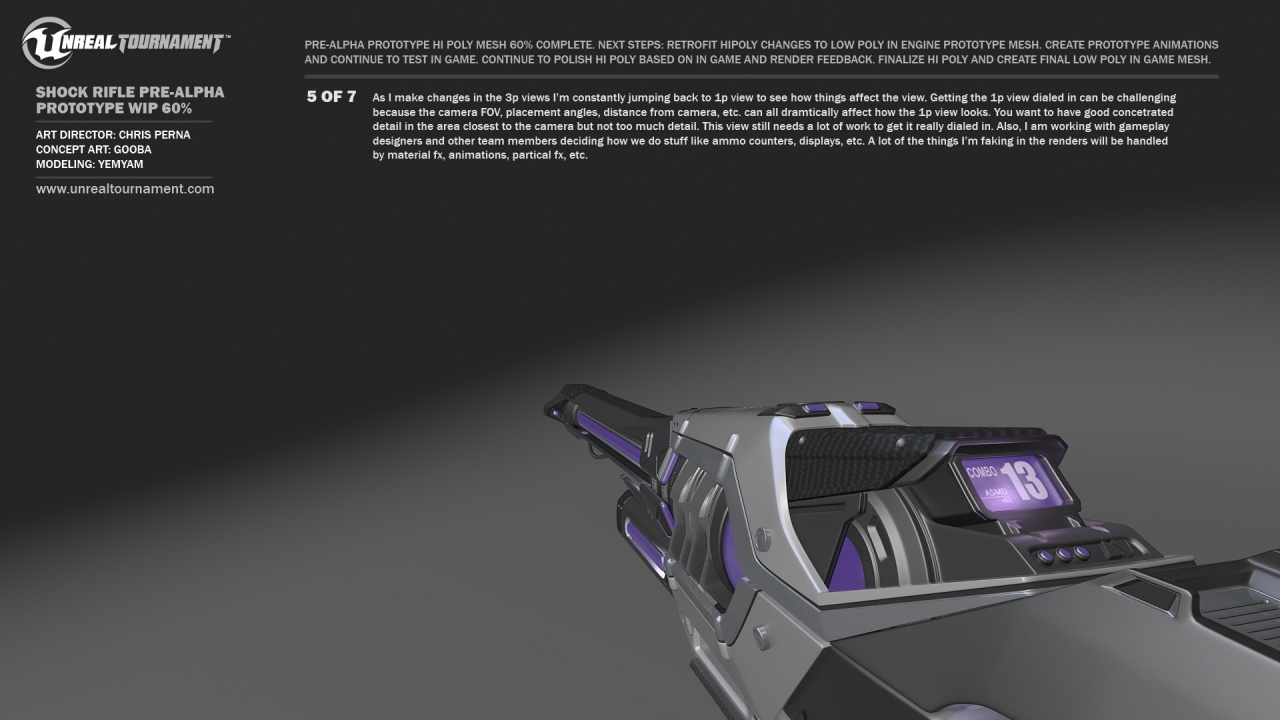 UNREAL TOURNAMENT™
SHOCK RIFLE PRE-ALPHA
PROTOTYPE WIP 60%
ART DIRECTOR: CHRIS PERNA
CONCEPT ART: GOOBA
MODELING: YEMYAM
www.unrealtournament.com
PRE-ALPHA PROTOTYPE HI POLY MESH 60% COMPLETE. NEXT STEPS: RETROFIT HIPOLY CHANGES TO LOW POLY IN ENGINE PROTOTYPE MESH. CREATE PROTOTYPE ANIMATIONS
AND CONTINUE TO TEST IN GAME. CONTINUE TO POLISH HI POLY BASED ON IN GAME AND RENDER FEEDBACK. FINALIZE HI POLY AND CREATE FINAL LOW POLY IN GAME MESH.
5 OF 7
As I make changes in the 3p views I'm constantly jumping back to 1p view to see how things affect the view. Getting the 1p view dialed in can be challenging
because the camera FOV, placement angles, distance from camera, etc. can all dramtically affect how the 1p view looks. You want to have good concetrated
detail in the area closest to the camera but not too much detail. This view still needs a lot of work to get it really dialed in. Also, I am working with gameplay
designers and other team members deciding how we do stuff like ammo counters, displays, etc. A lot of the things I'm faking in the renders will be handled
by material fx, animations, partical fx, etc.
COMBO 13
ASMD